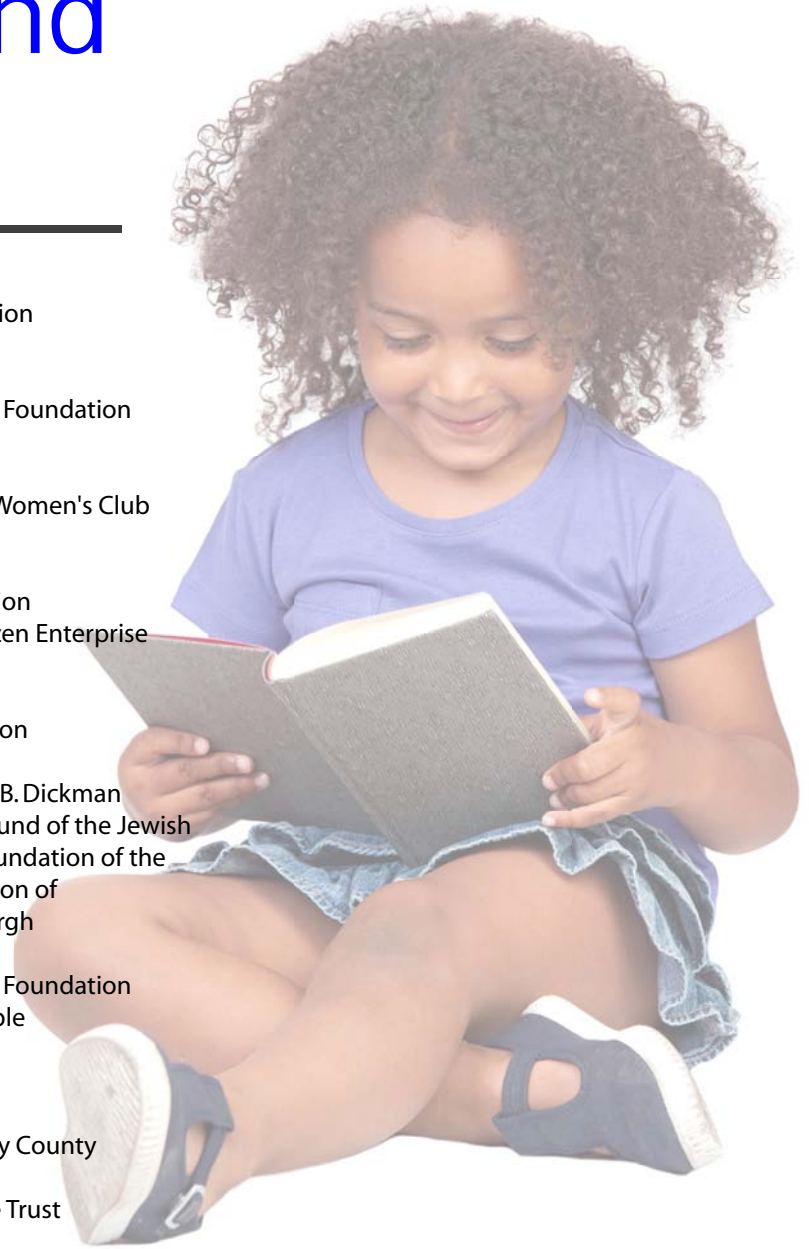 nd
ion
Foundation
Women's Club
on
zen Enterprise
on
B. Dickman
und of the Jewish
undation of the
on of
rgh
Foundation
ole
y County
Trust